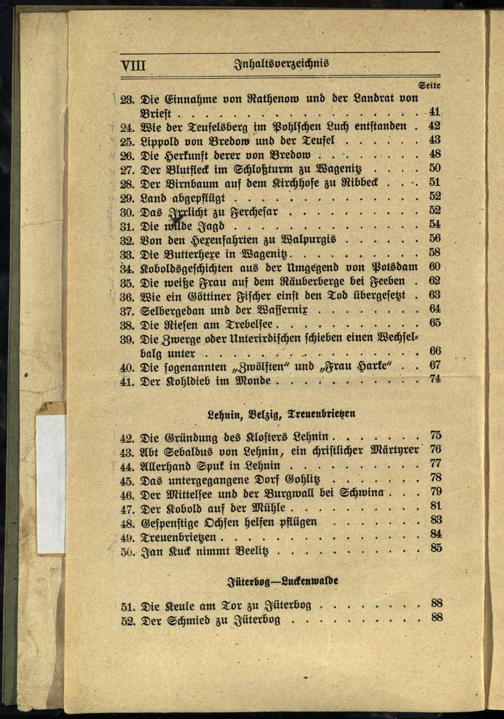 VIII Inhaltsverzeichnis
Seite
23. Die Einnahme von Rathenow und der Landrat von
Briest . . . . . . . . . . . . . . . . . 41
24. Wie der Teufelsberg im Pohlschen Luch entstanden . 42
25. Lippold von Bredow und der Teufel . . . . . . 43
26. Die Herkunft derer von Bredow . . . . . . . . 48
27. Der Blutfleck im Schloßturm zu Wagenitz . . . . 50
28. Der Birnbaum auf dem Kirchhofe zu Ribbeck . . . 51
29. Land abgepflügt . . . . . . . . . . . . . 52
30. Das Irrlicht zu Ferchesar . . . . . . . . . . 52
31. Die wilde Jagd . . . . . . . . . . . . . 54
32. Von den Hexenfahrten zu Walpurgis . . . . . . 56
33. Die Butterhexe in Wagenitz . . . . . . . . . 58
34. Koboldsgeschichten aus der Umgegend von Potsdam 60
35. Die weiße Frau auf dem Räuberberge bei Feeben . 62
36. Wie ein Göttiner Fischer einst den Tod übergesetzt . 63
37. Selbergedan und der Wassernix . . . . . . . . 64
38. Die Riesen am Trebelsee . . . . . . . . . . 65
39. Die Zwerge oder Unterirdischen schieben einen Wechsel-
balg unter . . . . . . . . . . . . . . . 66
40. Die sogenannten „Zwölften“ und „Frau Harke“ . . 67
41. Der Kohldieb im Monde . . . . . . . . . . 74
Lehnin, Belzig, Treuenbrietzen
42. Die Gründung des Klosters Lehnin . . . . . . . 75
43. Abt Sebaldus von Lehnin, ein christlicher Märtyrer 76
44. Allerhand Spuk in Lehnin . . . . . . . . . 77
45. Das untergegangene Dorf Gohlitz . . . . . . . 78
46. Der Mittelsee und der Burgwall bei Schwina . . . 79
47. Der Kobold auf der Mühle . . . . . . . . . 81
48. Gespenstige Ochsen helfen pflügen . . . . . . . 83
49. Treuenbrietzen . . . . . . . . . . . . . . 84
50. Jan Kuck nimmt Beelitz . . . . . . . . . . 85
Jüterbog—Luckenwalde
51. Die Keule am Tor zu Jüterbog . . . . . . . . 88
52. Der Schmied zu Jüterbog . . . . . . . . . . 88